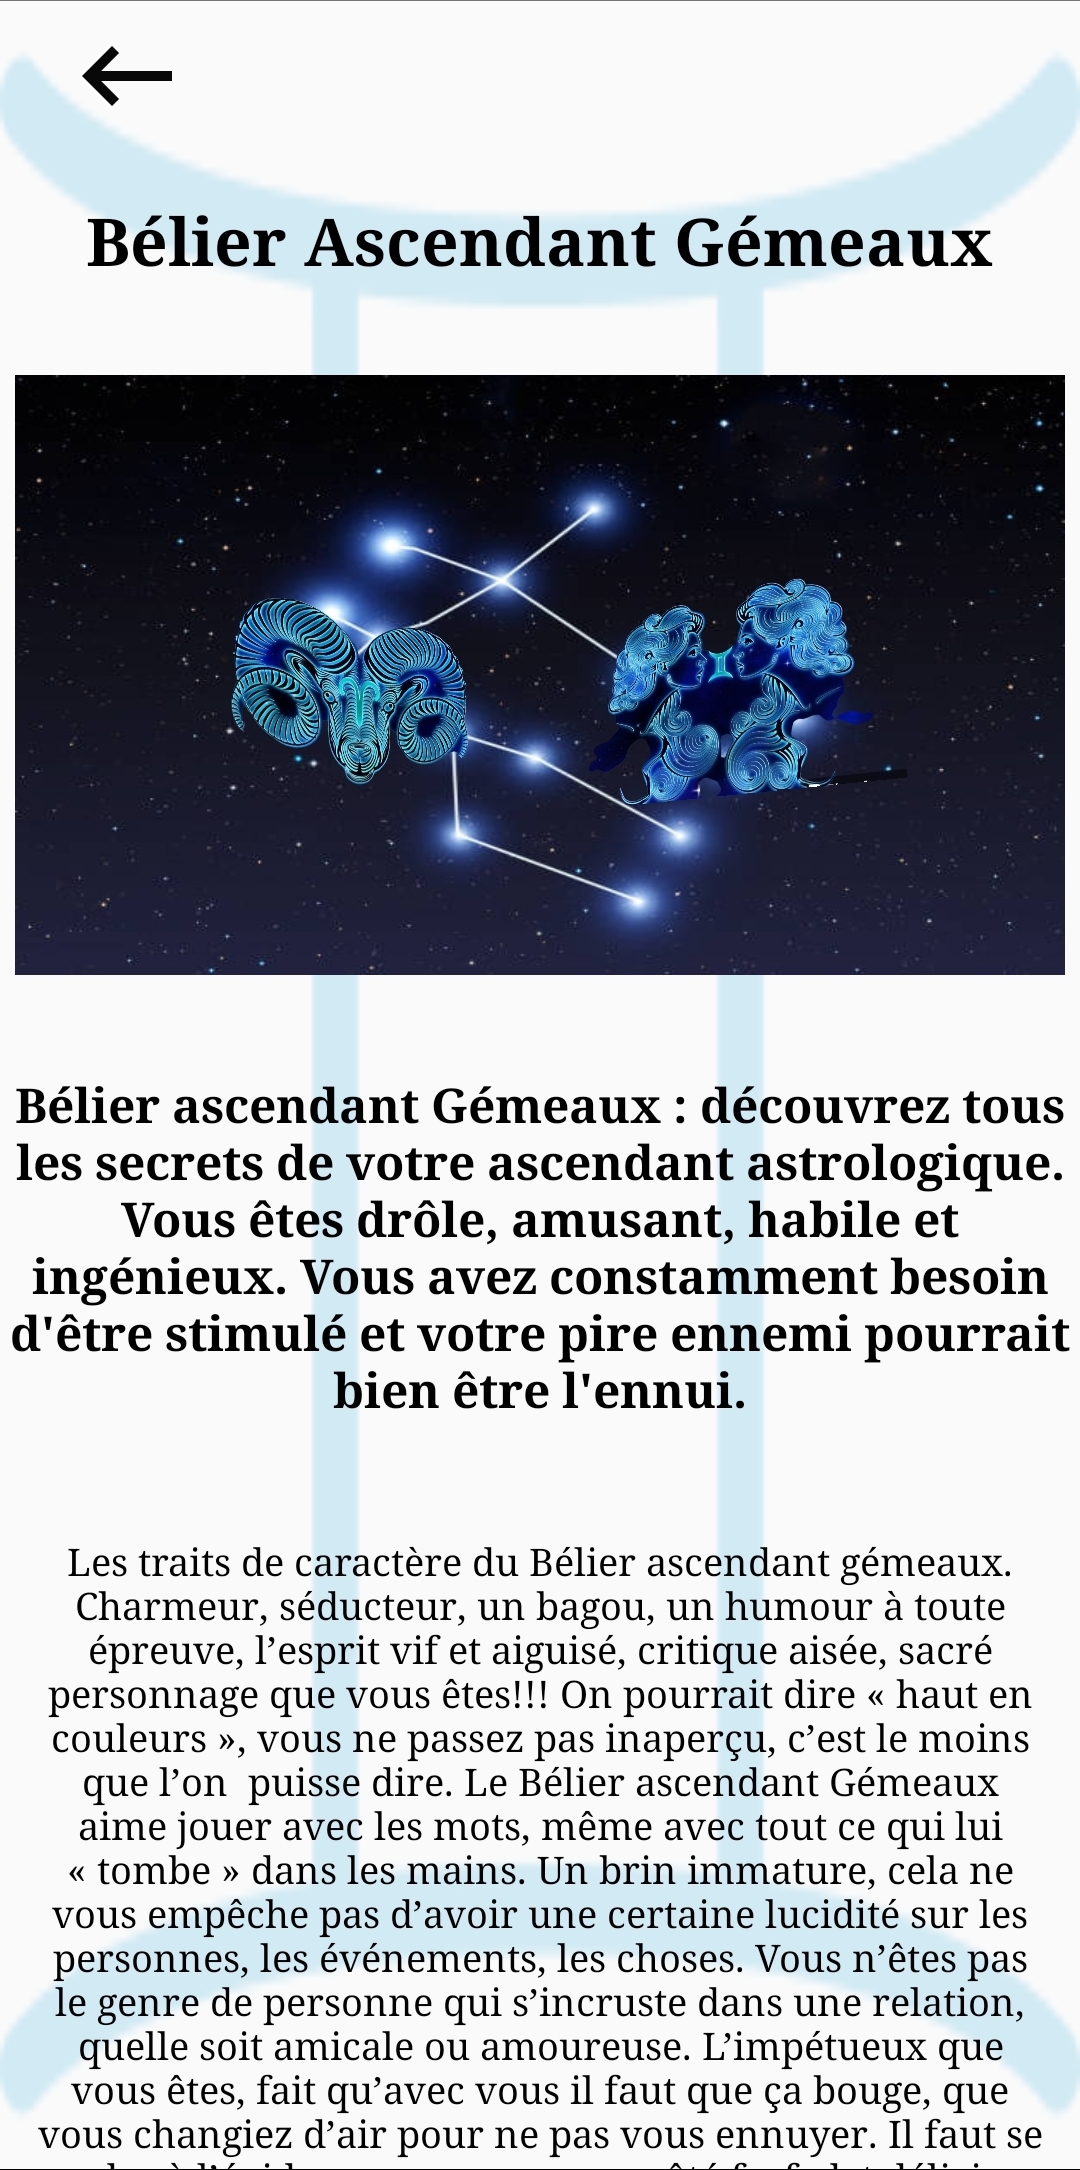 Bélier Ascendant Gémeaux
Bélier ascendant Gémeaux : découvrez tous
les secrets de votre ascendant astrologique.
Vous êtes drôle, amusant, habile et
ingénieux. Vous avez constamment besoin
d'être stimulé et votre pire ennemi pourrait
bien être l'ennui.
Les traits de caractère du Bélier ascendant gémeaux.
Charmeur, séducteur, un bagou, un humour à toute
épreuve, l’esprit vif et aiguisé, critique aisée, sacré
personnage que vous êtes!!! On pourrait dire « haut en
couleurs », vous ne passez pas inaperçu, c’est le moins
que l’on  puisse dire. Le Bélier ascendant Gémeaux
aime jouer avec les mots, même avec tout ce qui lui
« tombe » dans les mains. Un brin immature, cela ne
vous empêche pas d’avoir une certaine lucidité sur les
personnes, les événements, les choses. Vous n’êtes pas
le genre de personne qui s’incruste dans une relation,
quelle soit amicale ou amoureuse. L’impétueux que
vous êtes, fait qu’avec vous il faut que ça bouge, que
vous changiez d’air pour ne pas vous ennuyer. Il faut se